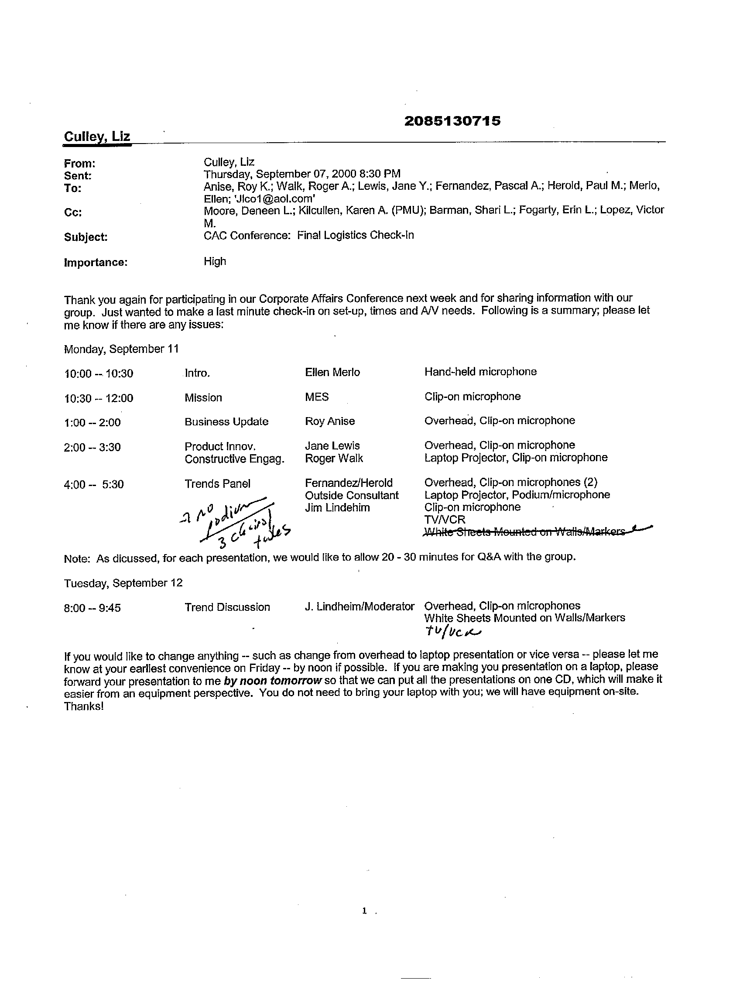 2085130715
Culley, Liz
From: Culley, Liz
Sent: Thursday, September 07, 2000 8:30 PM
To: Anise, Roy K.; Walk, Roger A.; Lewis, Jane Y.; Fernandez, Pascal A.; Herold, Paul M.; Merlo,
Ellen; 'Jlco1@aol.com'
Cc: Moore, Deneen L.; Kilcullen, Karen A. (PMU); Barman, Shari L.; Fogarty, Erin L.; Lopez, Victor
M.
Subject: CAC Conference: Final Logistics Check-In
Importance: High
Thank you again for participating in our Corporate Affairs Conference next week and for sharing information with our
group. Just wanted to make a last minute check-in on set-up, times and A/V needs. Following is a summary; please let
me know if there are any issues:
Monday, September 11
10:00 -- 10:30 Intro. Ellen Merlo Hand-held microphone
10:30 -- 12:00 Mission MES Clip-on microphone
1:00 -- 2:00 Business Update Roy Anise Overhead, Clip-on microphone
2:00 -- 3:30 Product Innov. Jane Lewis Overhead, Clip-on microphone
Constructive Engag. Roger Walk Laptop Projector, Clip-on microphone
4:00 -- 5:30 Trends Panel Fernandez/Herold Overhead, Clip-on microphones (2)
Outside Consultant Laptop Projector, Podium/microphone
Jim Lindehim Clip-on microphone
TV/VCR
White Sheets Mounted on Walls/Markers
no podium
3 chairs
Note: As dicussed, for each presentation, we would like to allow 20 - 30 minutes for Q&A with the group.
Tuesday, September 12
8:00 -- 9:45 Trend Discussion J. Lindheim/Moderator Overhead, Clip-on microphones
White Sheets Mounted on Walls/Markers
TV/VCR
If you would like to change anything -- such as change from overhead to laptop presentation or vice versa -- please let me
know at your earliest convenience on Friday -- by noon if possible. If you are making you presentation on a laptop, please
forward your presentation to me by noon tomorrow so that we can put all the presentations on one CD, which will make it
easier from an equipment perspective. You do not need to bring your laptop with you; we will have equipment on-site.
Thanks!
1